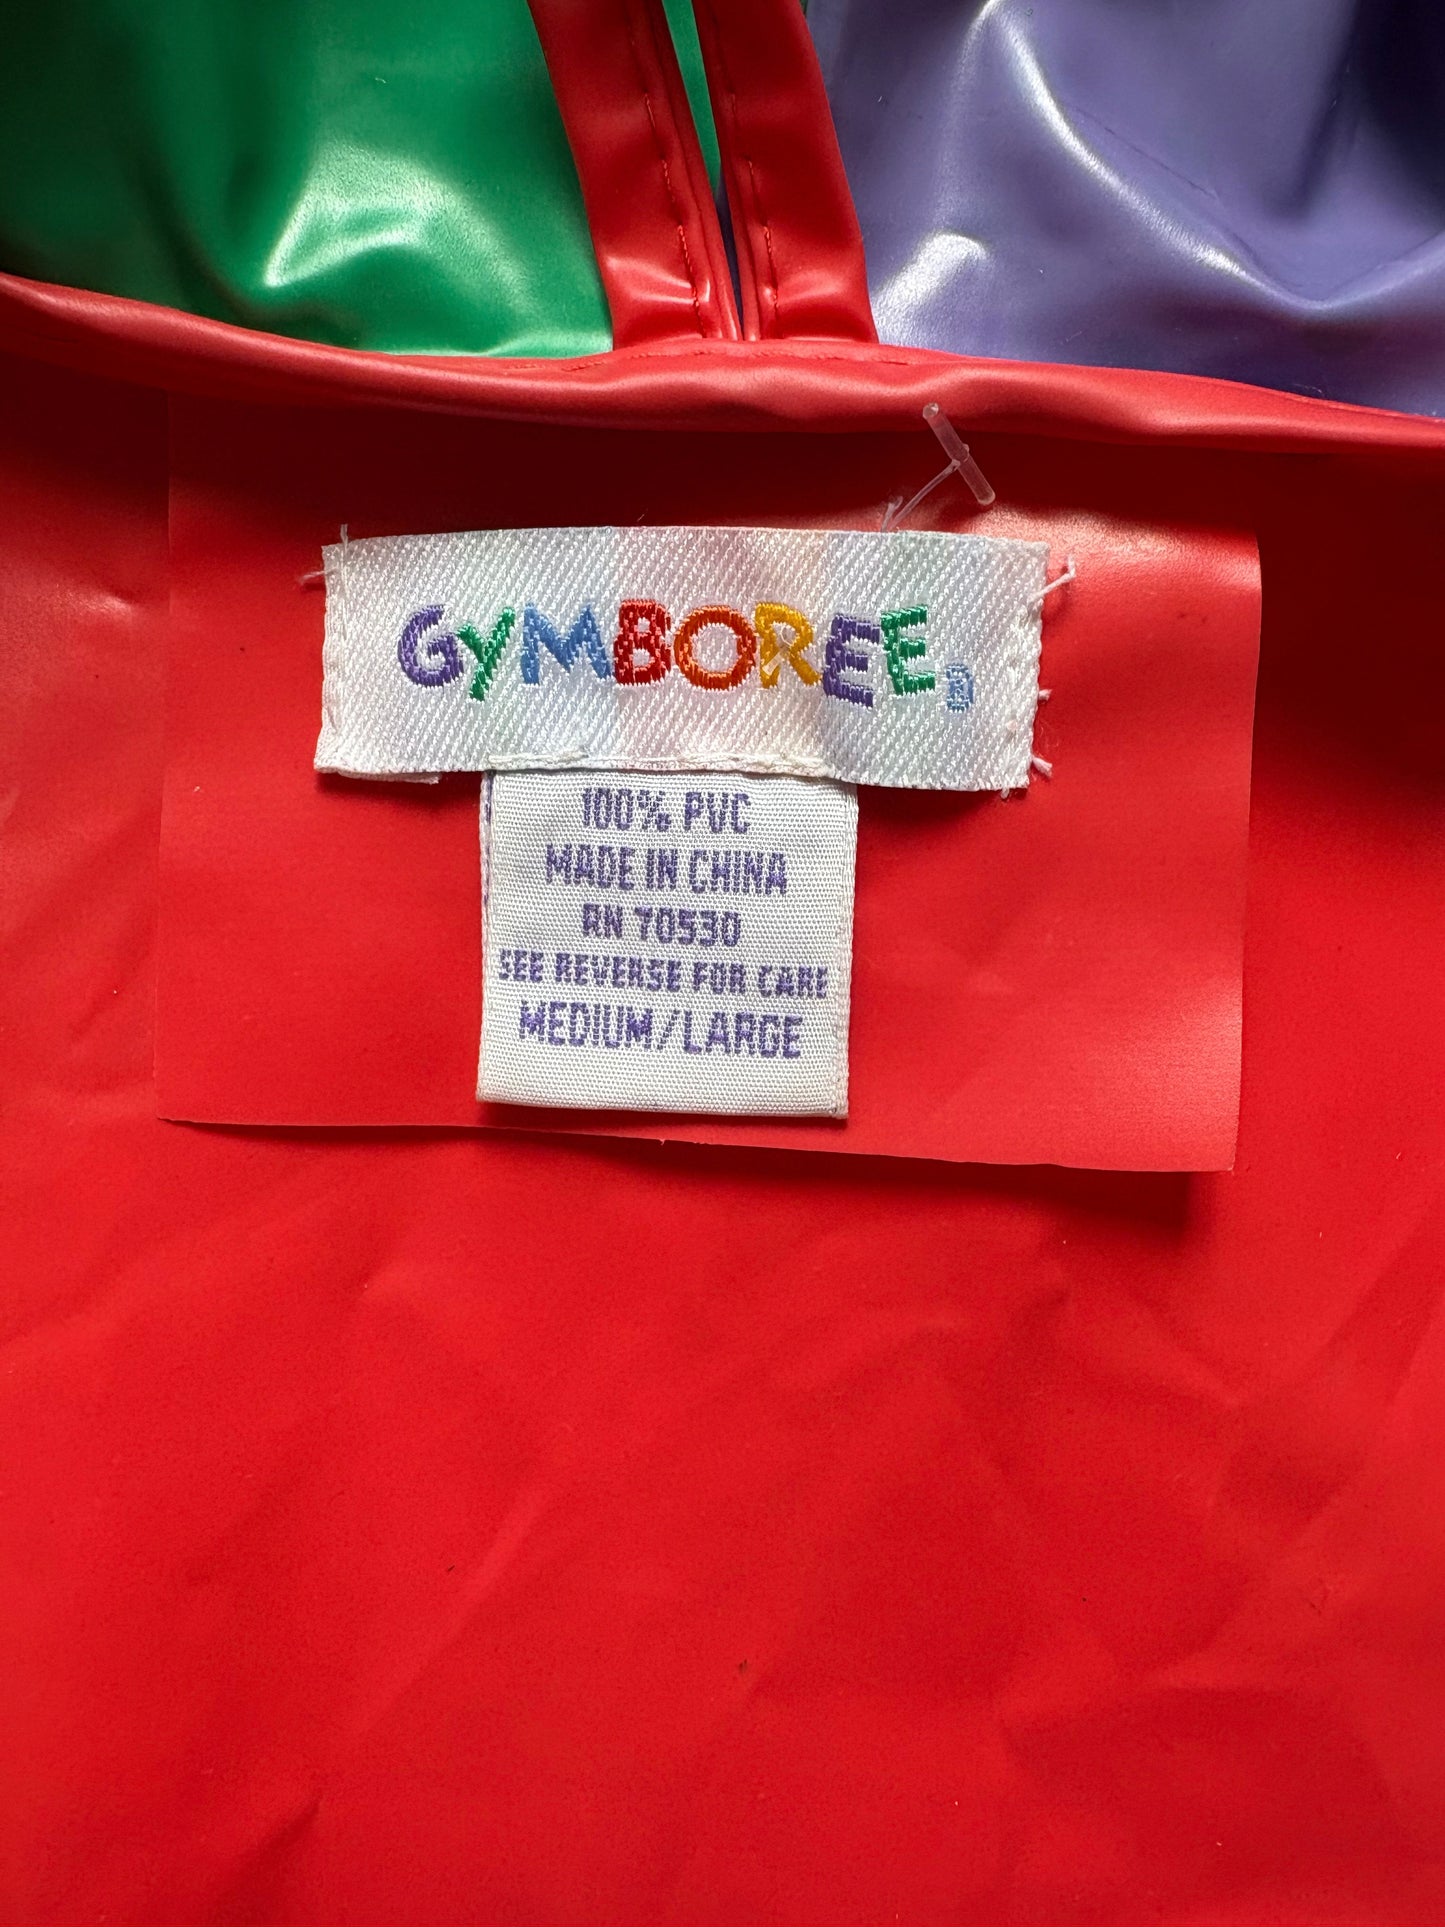 GYMBOREE®
100% PVC
MADE IN CHINA
RN 70530
SEE REVERSE FOR CARE
MEDIUM/LARGE